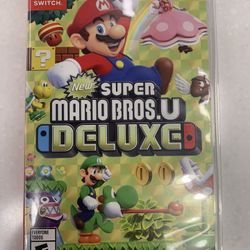 SWITCH
?
New
SUPER
MARIO BROS. U
DELUXE
EVERYONE
E